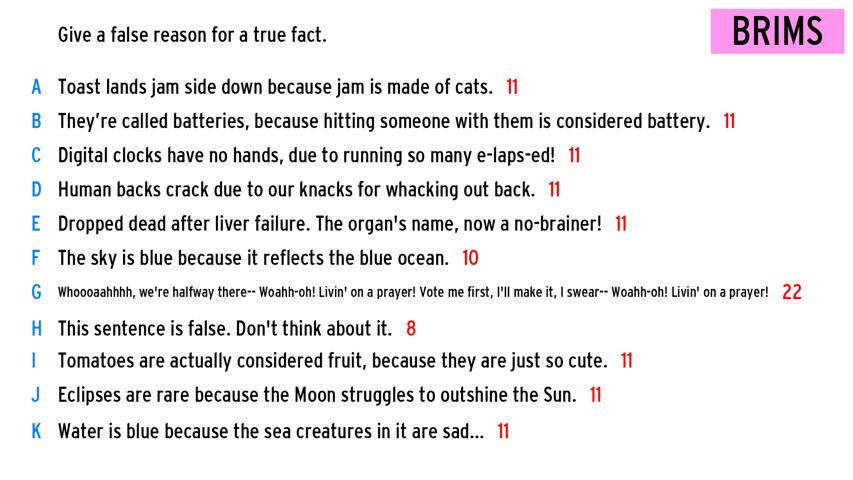 Give a false reason for a true fact.
BRIMS
A Toast lands jam side down because jam is made of cats. 11
B They’re called batteries, because hitting someone with them is considered battery. 11
C Digital clocks have no hands, due to running so many e-laps-ed! 11
D Human backs crack due to our knacks for whacking out back. 11
E Dropped dead after liver failure. The organ's name, now a no-brainer! 11
F The sky is blue because it reflects the blue ocean. 10
G Whoooaahhhh, we're halfway there-- Woahh-oh! Livin' on a prayer! Vote me first, I'll make it, I swear-- Woahh-oh! Livin' on a prayer! 22
H This sentence is false. Don't think about it. 8
I Tomatoes are actually considered fruit, because they are just so cute. 11
J Eclipses are rare because the Moon struggles to outshine the Sun. 11
K Water is blue because the sea creatures in it are sad... 11